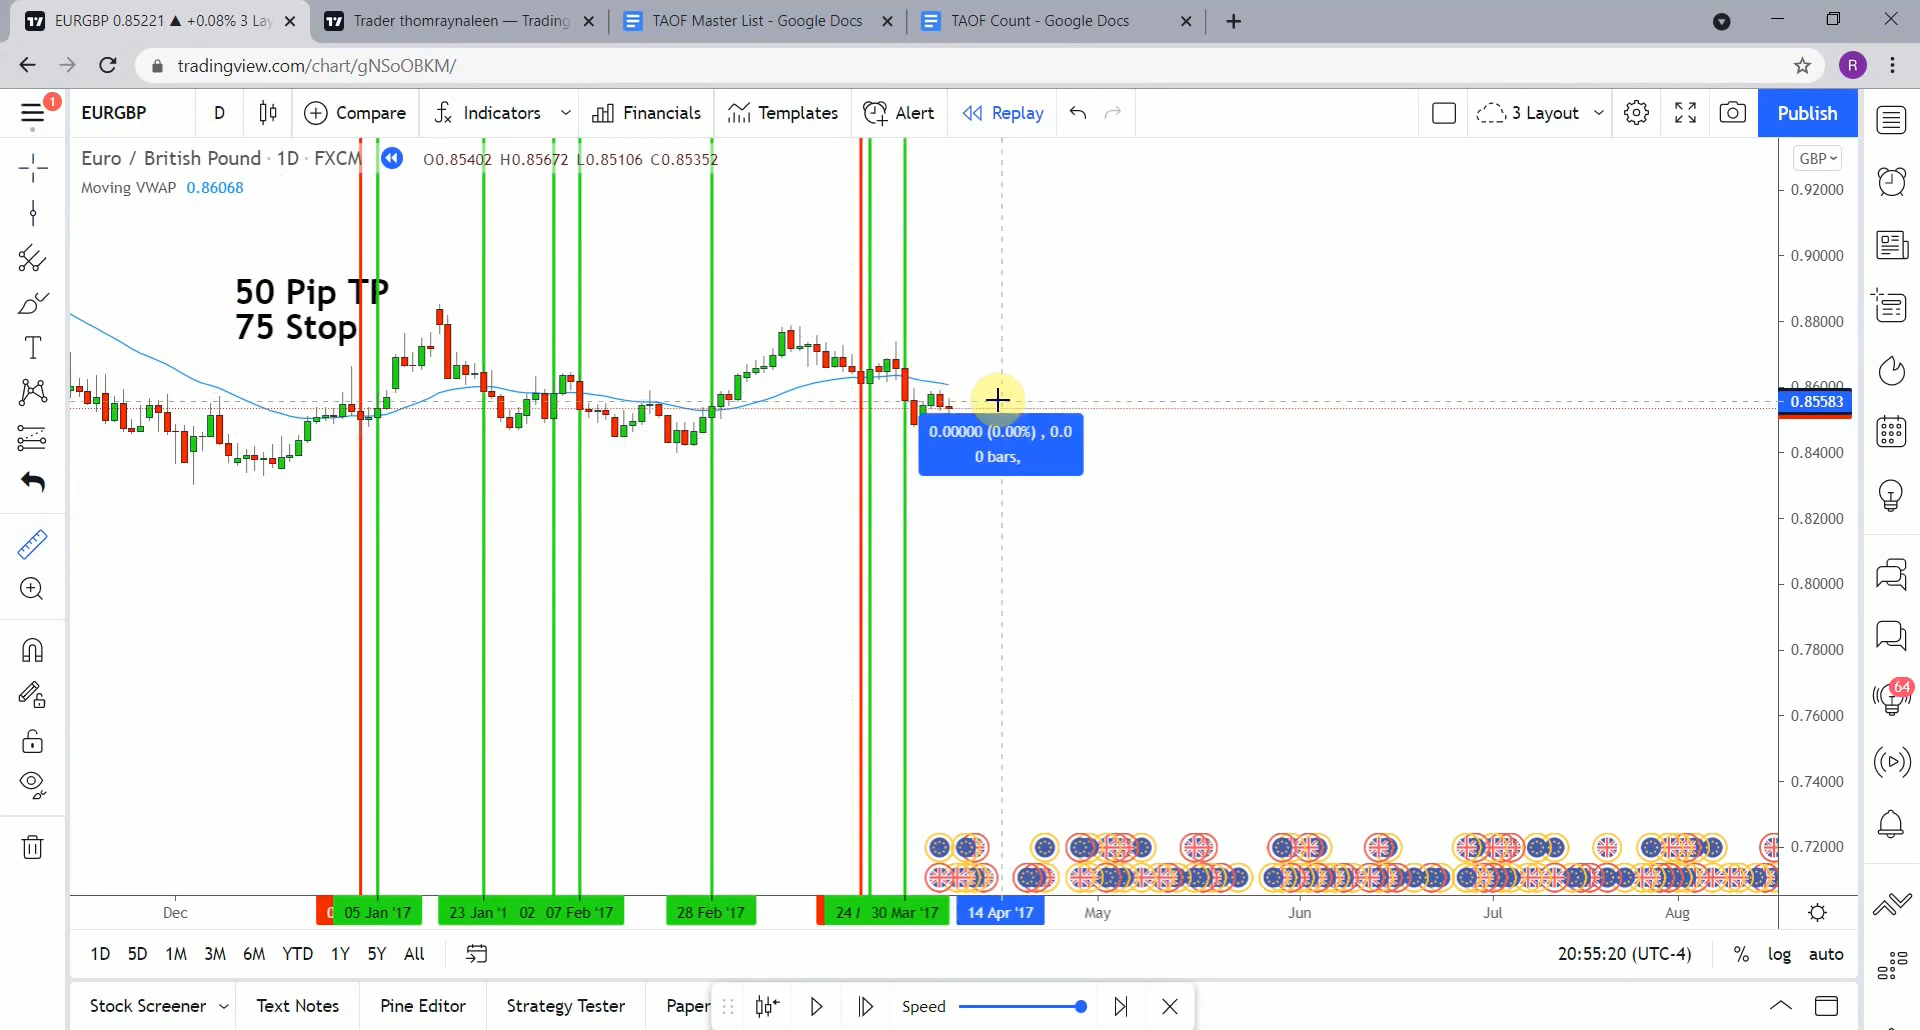 EURGBP 0.85221 ▲ +0.08% 3 La
Trader thomraynaleen — Trading
TAOF Master List - Google Docs
TAOF Count - Google Docs
tradingview.com/chart/gNSoOBKM/
R
1
EURGBP
D
Compare
Indicators
Financials
Templates
Alert
Replay
3 Layout
Publish
Euro / British Pound · 1D · FXCM
O0.85402 H0.85672 L0.85106 C0.85352
GBP
Moving VWAP 0.86068
0.92000
0.90000
50 Pip TP
75 Stop
0.88000
0.86000
0.85583
0.00000 (0.00%) , 0.0
0 bars,
0.84000
0.82000
0.80000
0.78000
0.76000
64
0.74000
0.72000
Dec
05 Jan '17
23 Jan '1
02
07 Feb '17
28 Feb '17
24 /
30 Mar '17
14 Apr '17
May
Jun
Jul
Aug
1D 5D 1M 3M 6M YTD 1Y 5Y All
20:55:20 (UTC-4)
% log auto
Stock Screener
Text Notes
Pine Editor
Strategy Tester
Paper
Speed